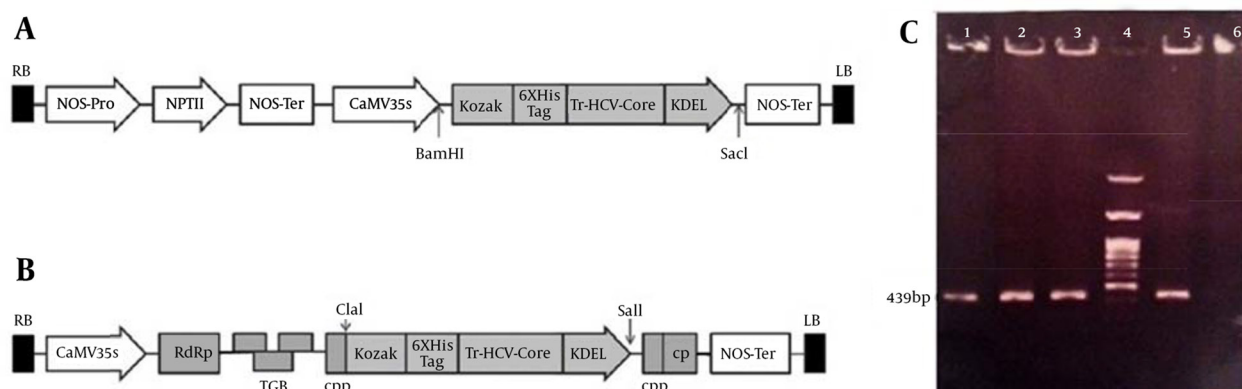 A
RB
NOS-Pro
NPTII
NOS-Ter
CaMV35s
Kozak
6XHis
Tag
Tr-HCV-Core
KDEL
NOS-Ter
LB
BamHI
SacI
B
RB
CaMV35s
RdRp
TGB
ClaI
cpp
Kozak
6XHis
Tag
Tr-HCV-Core
KDEL
SalI
cpp
cp
NOS-Ter
LB
C
1 2 3 4 5 6
439bp